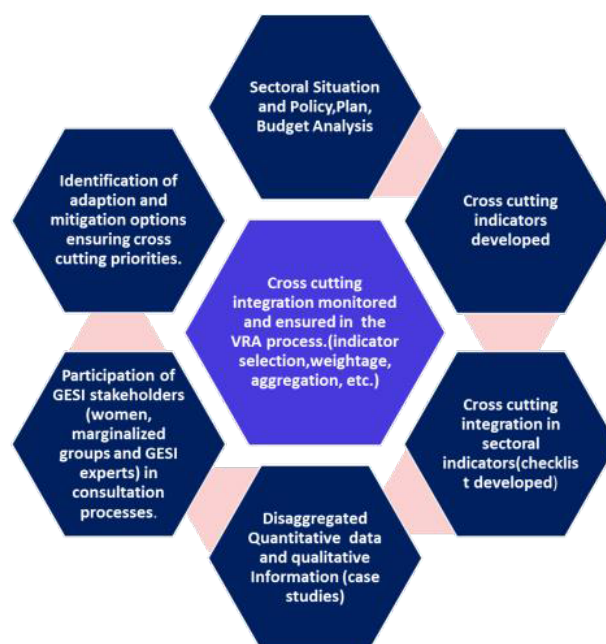 Sectoral Situation
and Policy,Plan,
Budget Analysis
Cross cutting
indicators
developed
Cross cutting
integration in
sectoral
indicators(checklis
t developed)
Disaggregated
Quantitative data
and qualitative
Information (case
studies)
Participation of
GESI stakeholders
(women,
marginalized
groups and GESI
experts) in
consultation
processes.
Identification of
adaption and
mitigation options
ensuring cross
cutting priorities.
Cross cutting
integration monitored
and ensured in the
VRA process.(indicator
selection,weightage,
aggregation, etc.)